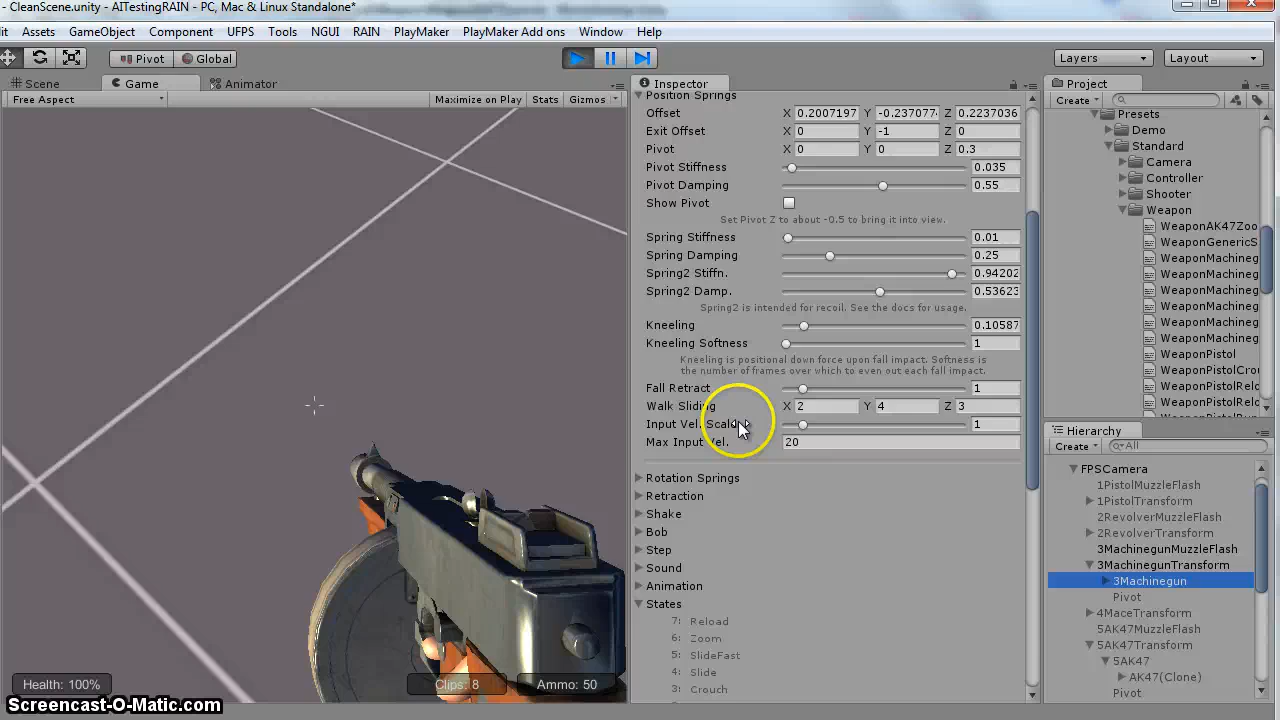 - CleanScene.unity - AITestingRAIN - PC, Mac & Linux Standalone*
it Assets GameObject Component Component UFPS Tools NGUI RAIN PlayMaker PlayMaker Add ons Window Help
Pivot Global Layers Layout
Scene Game Animator Inspector Project
Free Aspect Maximize on Play Stats Gizmos Create
Position Springs
Offset X 0.2007197 Y -0.237077 Z 0.2237036
Exit Offset X 0 Y -1 Z 0
Pivot X 0 Y 0 Z 0.3
Pivot Stiffness 0.035
Pivot Damping 0.55
Show Pivot
Set Pivot Z to about -0.5 to bring it into view.
Spring Stiffness 0.01
Spring Damping 0.25
Spring2 Stiffn. 0.94202
Spring2 Damp. 0.53623
Spring2 is intended for recoil. See the docs for usage.
Kneeling 0.10587
Kneeling Softness 1
Kneeling is positional down force upon fall impact. Softness is
the number of frames over which to even out each fall impact.
Fall Retract 1
Walk Sliding X 2 Y 4 Z 3
Input Vel. Scale 1
Max Input Vel. 20
Rotation Springs
Retraction
Shake
Bob
Step
Sound
Animation
States
7: Reload
6: Zoom
5: SlideFast
4: Slide
3: Crouch
Presets
Demo
Standard
Camera
Controller
Shooter
Weapon
WeaponAK47Zoo
WeaponGenericS
WeaponMachineg
WeaponMachineg
WeaponMachineg
WeaponMachineg
WeaponMachineg
WeaponMachineg
WeaponPistol
WeaponPistolCrou
WeaponPistolRelo
WeaponPistolRelo
Hierarchy
Create All
FPSCamera
1PistolMuzzleFlash
1PistolTransform
2RevolverMuzzleFlash
2RevolverTransform
3MachinegunMuzzleFlash
3MachinegunTransform
3Machinegun
Pivot
4MaceTransform
5AK47MuzzleFlash
5AK47Transform
5AK47
AK47(Clone)
Pivot
Health: 100% Clips: 8 Ammo: 50
Screencast-O-Matic.com